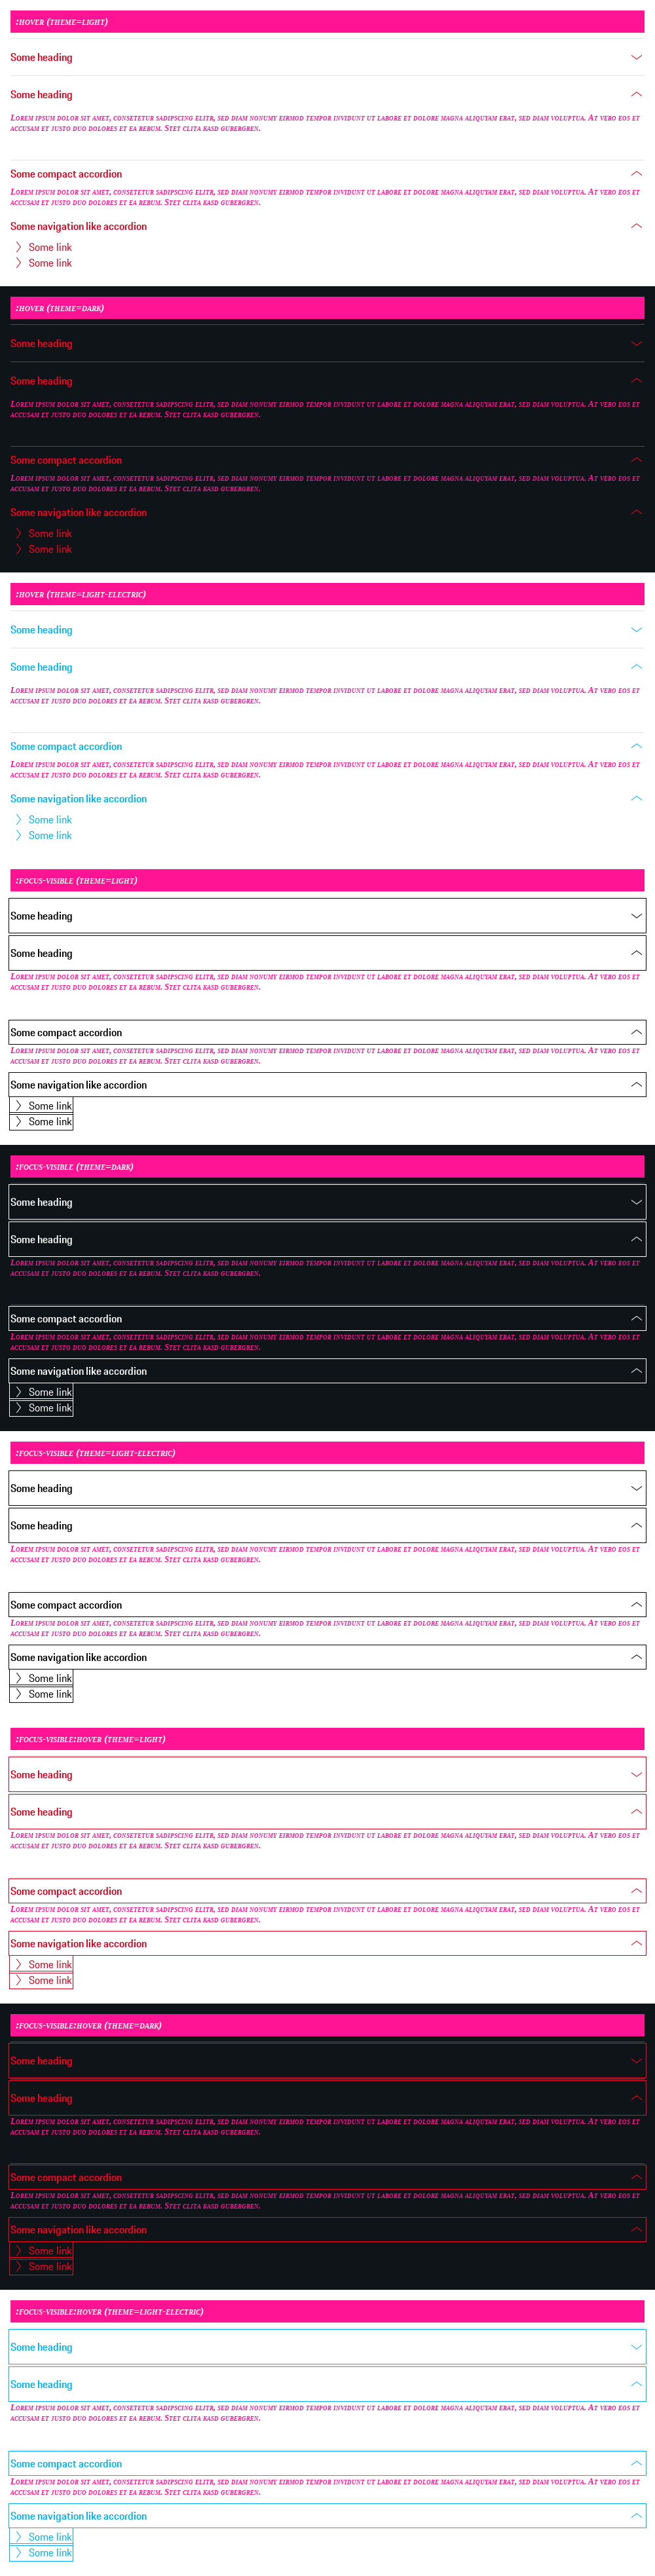 :hover (theme=light)
Some heading
Some heading
Lorem ipsum dolor sit amet, consetetur sadipscing elitr, sed diam nonumy eirmod tempor invidunt ut labore et dolore magna aliquyam erat, sed diam voluptua. At vero eos et
accusam et justo duo dolores et ea rebum. Stet clita kasd gubergren.
Some compact accordion
Lorem ipsum dolor sit amet, consetetur sadipscing elitr, sed diam nonumy eirmod tempor invidunt ut labore et dolore magna aliquyam erat, sed diam voluptua. At vero eos et
accusam et justo duo dolores et ea rebum. Stet clita kasd gubergren.
Some navigation like accordion
Some link
Some link
:hover (theme=dark)
Some heading
Some heading
Lorem ipsum dolor sit amet, consetetur sadipscing elitr, sed diam nonumy eirmod tempor invidunt ut labore et dolore magna aliquyam erat, sed diam voluptua. At vero eos et
accusam et justo duo dolores et ea rebum. Stet clita kasd gubergren.
Some compact accordion
Lorem ipsum dolor sit amet, consetetur sadipscing elitr, sed diam nonumy eirmod tempor invidunt ut labore et dolore magna aliquyam erat, sed diam voluptua. At vero eos et
accusam et justo duo dolores et ea rebum. Stet clita kasd gubergren.
Some navigation like accordion
Some link
Some link
:hover (theme=light-electric)
Some heading
Some heading
Lorem ipsum dolor sit amet, consetetur sadipscing elitr, sed diam nonumy eirmod tempor invidunt ut labore et dolore magna aliquyam erat, sed diam voluptua. At vero eos et
accusam et justo duo dolores et ea rebum. Stet clita kasd gubergren.
Some compact accordion
Lorem ipsum dolor sit amet, consetetur sadipscing elitr, sed diam nonumy eirmod tempor invidunt ut labore et dolore magna aliquyam erat, sed diam voluptua. At vero eos et
accusam et justo duo dolores et ea rebum. Stet clita kasd gubergren.
Some navigation like accordion
Some link
Some link
:focus-visible (theme=light)
Some heading
Some heading
Lorem ipsum dolor sit amet, consetetur sadipscing elitr, sed diam nonumy eirmod tempor invidunt ut labore et dolore magna aliquyam erat, sed diam voluptua. At vero eos et
accusam et justo duo dolores et ea rebum. Stet clita kasd gubergren.
Some compact accordion
Lorem ipsum dolor sit amet, consetetur sadipscing elitr, sed diam nonumy eirmod tempor invidunt ut labore et dolore magna aliquyam erat, sed diam voluptua. At vero eos et
accusam et justo duo dolores et ea rebum. Stet clita kasd gubergren.
Some navigation like accordion
Some link
Some link
:focus-visible (theme=dark)
Some heading
Some heading
Lorem ipsum dolor sit amet, consetetur sadipscing elitr, sed diam nonumy eirmod tempor invidunt ut labore et dolore magna aliquyam erat, sed diam voluptua. At vero eos et
accusam et justo duo dolores et ea rebum. Stet clita kasd gubergren.
Some compact accordion
Lorem ipsum dolor sit amet, consetetur sadipscing elitr, sed diam nonumy eirmod tempor invidunt ut labore et dolore magna aliquyam erat, sed diam voluptua. At vero eos et
accusam et justo duo dolores et ea rebum. Stet clita kasd gubergren.
Some navigation like accordion
Some link
Some link
:focus-visible (theme=light-electric)
Some heading
Some heading
Lorem ipsum dolor sit amet, consetetur sadipscing elitr, sed diam nonumy eirmod tempor invidunt ut labore et dolore magna aliquyam erat, sed diam voluptua. At vero eos et
accusam et justo duo dolores et ea rebum. Stet clita kasd gubergren.
Some compact accordion
Lorem ipsum dolor sit amet, consetetur sadipscing elitr, sed diam nonumy eirmod tempor invidunt ut labore et dolore magna aliquyam erat, sed diam voluptua. At vero eos et
accusam et justo duo dolores et ea rebum. Stet clita kasd gubergren.
Some navigation like accordion
Some link
Some link
:focus-visible:hover (theme=light)
Some heading
Some heading
Lorem ipsum dolor sit amet, consetetur sadipscing elitr, sed diam nonumy eirmod tempor invidunt ut labore et dolore magna aliquyam erat, sed diam voluptua. At vero eos et
accusam et justo duo dolores et ea rebum. Stet clita kasd gubergren.
Some compact accordion
Lorem ipsum dolor sit amet, consetetur sadipscing elitr, sed diam nonumy eirmod tempor invidunt ut labore et dolore magna aliquyam erat, sed diam voluptua. At vero eos et
accusam et justo duo dolores et ea rebum. Stet clita kasd gubergren.
Some navigation like accordion
Some link
Some link
:focus-visible:hover (theme=dark)
Some heading
Some heading
Lorem ipsum dolor sit amet, consetetur sadipscing elitr, sed diam nonumy eirmod tempor invidunt ut labore et dolore magna aliquyam erat, sed diam voluptua. At vero eos et
accusam et justo duo dolores et ea rebum. Stet clita kasd gubergren.
Some compact accordion
Lorem ipsum dolor sit amet, consetetur sadipscing elitr, sed diam nonumy eirmod tempor invidunt ut labore et dolore magna aliquyam erat, sed diam voluptua. At vero eos et
accusam et justo duo dolores et ea rebum. Stet clita kasd gubergren.
Some navigation like accordion
Some link
Some link
:focus-visible:hover (theme=light-electric)
Some heading
Some heading
Lorem ipsum dolor sit amet, consetetur sadipscing elitr, sed diam nonumy eirmod tempor invidunt ut labore et dolore magna aliquyam erat, sed diam voluptua. At vero eos et
accusam et justo duo dolores et ea rebum. Stet clita kasd gubergren.
Some compact accordion
Lorem ipsum dolor sit amet, consetetur sadipscing elitr, sed diam nonumy eirmod tempor invidunt ut labore et dolore magna aliquyam erat, sed diam voluptua. At vero eos et
accusam et justo duo dolores et ea rebum. Stet clita kasd gubergren.
Some navigation like accordion
Some link
Some link